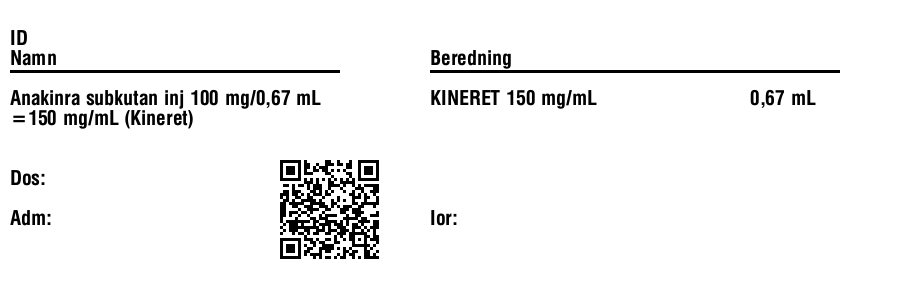 ID
Namn
Beredning
Anakinra subkutan inj 100 mg/0,67 mL
=150 mg/mL (Kineret)
KINERET 150 mg/mL 0,67 mL
Dos:
Adm:
Ior: